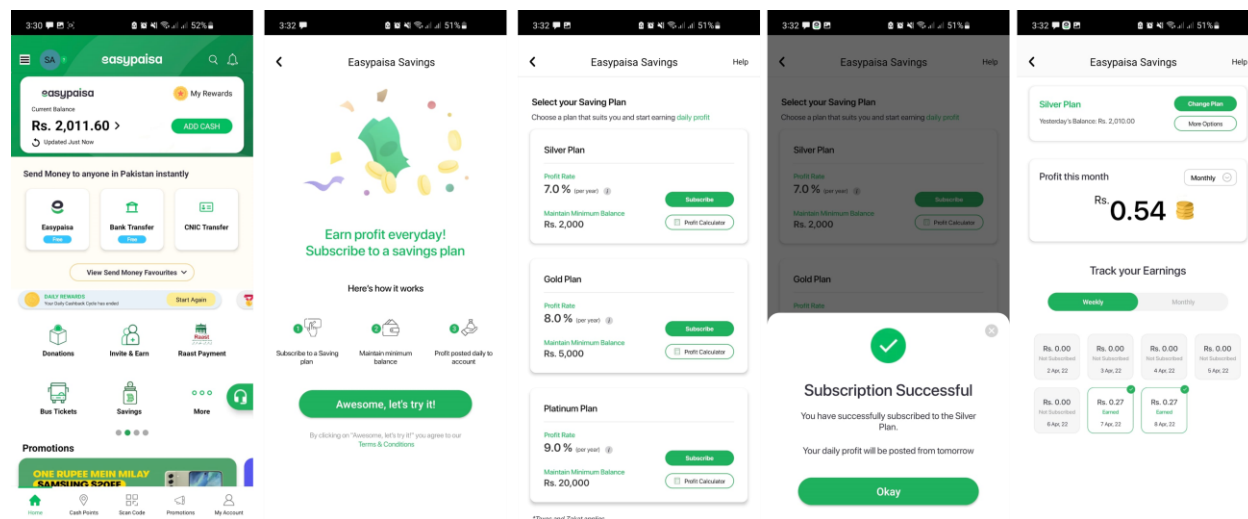 3:30
52%
SA
easypaisa
easypaisa
My Rewards
Current Balance
Rs. 2,011.60 >
ADD CASH
Updated Just Now
Send Money to anyone in Pakistan instantly
Easypaisa
Bank Transfer
CNIC Transfer
Free
Free
View Send Money Favourites
DAILY REWARDS
Your Daily Cashback Cycle has ended
Start Again
Donations
Invite & Earn
Raast Payment
Bus Tickets
Savings
More
Promotions
ONE RUPEE MEIN MILAY
SAMSUNG S20FE
Home
Cash Points
Scan Code
Promotions
My Account
3:32
51%
Easypaisa Savings
Earn profit everyday!
Subscribe to a savings plan
Here's how it works
1
2
3
Subscribe to a Saving
plan
Maintain minimum
balance
Profit posted daily to
account
Awesome, let's try it!
By clicking on "Awesome, let's try it!" you agree to our
Terms & Conditions
3:32
51%
Easypaisa Savings
Help
Select your Saving Plan
Choose a plan that suits you and start earning daily profit
Silver Plan
Profit Rate
7.0 % (per year)
Subscribe
Maintain Minimum Balance
Rs. 2,000
Profit Calculator
Gold Plan
Profit Rate
8.0 % (per year)
Subscribe
Maintain Minimum Balance
Rs. 5,000
Profit Calculator
Platinum Plan
Profit Rate
9.0 % (per year)
Subscribe
Maintain Minimum Balance
Rs. 20,000
Profit Calculator
*Taxes and Zakat applies
3:32
51%
Easypaisa Savings
Help
Select your Saving Plan
Choose a plan that suits you and start earning daily profit
Silver Plan
Profit Rate
7.0 % (per year)
Subscribe
Maintain Minimum Balance
Rs. 2,000
Profit Calculator
Gold Plan
Profit Rate
Subscription Successful
You have successfully subscribed to the Silver
Plan.
Your daily profit will be posted from tomorrow
Okay
3:32
51%
Easypaisa Savings
Help
Silver Plan
Change Plan
Yesterday's Balance: Rs. 2,010.00
More Options
Profit this month
Monthly
Rs. 0.54
Track your Earnings
Weekly
Monthly
Rs. 0.00
Not Subscribed
2 Apr, 22
Rs. 0.00
Not Subscribed
3 Apr, 22
Rs. 0.00
Not Subscribed
4 Apr, 22
Rs. 0.00
Not Subscribed
5 Apr, 22
Rs. 0.00
Not Subscribed
6 Apr, 22
Rs. 0.27
Earned
7 Apr, 22
Rs. 0.27
Earned
8 Apr, 22